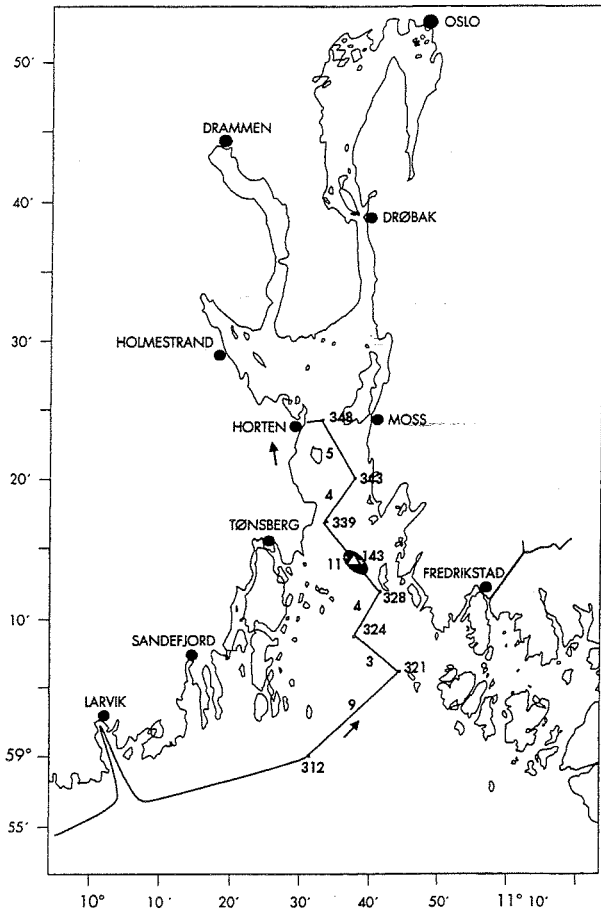 OSLO
50′
DRAMMEN
40′
DRØBAK
30′
HOLMESTRAND
348
HORTEN
MOSS
5
343
20′
4
339
TØNSBERG
143
11
FREDRIKSTAD
328
10′
4
324
SANDEFJORD
3
321
LARVIK
9
59°
312
55′
10° 10′ 20′ 30′ 40′ 50′ 11° 10′